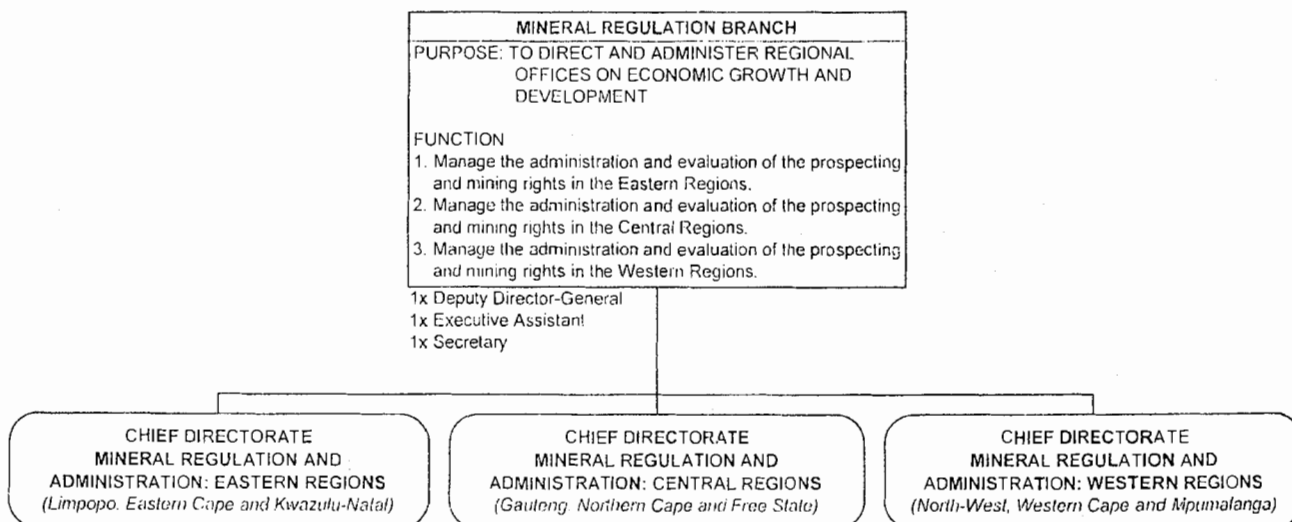 MINERAL REGULATION BRANCH
PURPOSE: TO DIRECT AND ADMINISTER REGIONAL
OFFICES ON ECONOMIC GROWTH AND
DEVELOPMENT
FUNCTION
1. Manage the administration and evaluation of the prospecting
and mining rights in the Eastern Regions.
2. Manage the administration and evaluation of the prospecting
and mining rights in the Central Regions.
3. Manage the administration and evaluation of the prospecting
and mining rights in the Western Regions.
1x Deputy Director-General
1x Executive Assistant
1x Secretary
CHIEF DIRECTORATE
MINERAL REGULATION AND
ADMINISTRATION: EASTERN REGIONS
(Limpopo, Eastern Cape and Kwazulu-Natal)
CHIEF DIRECTORATE
MINERAL REGULATION AND
ADMINISTRATION: CENTRAL REGIONS
(Gauteng, Northern Cape and Free State)
CHIEF DIRECTORATE
MINERAL REGULATION AND
ADMINISTRATION: WESTERN REGIONS
(North-West, Western Cape and Mpumalanga)